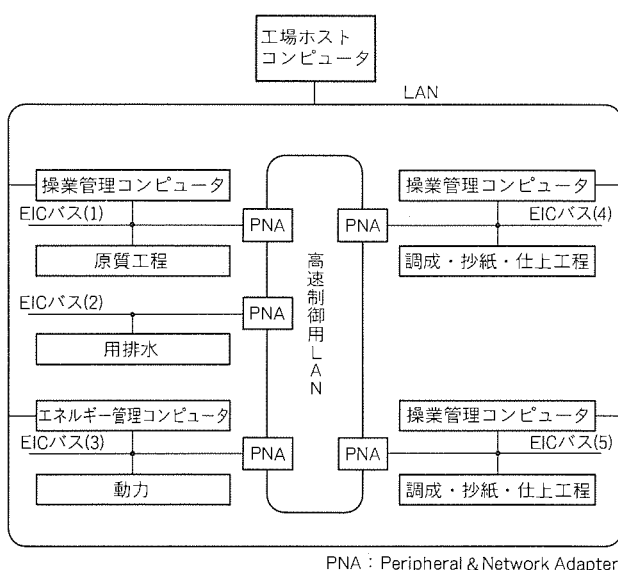 工場ホスト
コンピュータ
LAN
操業管理コンピュータ
EICバス(1)
PNA
原質工程
EICバス(2)
PNA
用排水
エネルギー管理コンピュータ
EICバス(3)
PNA
動力
高速制御用LAN
操業管理コンピュータ
PNA
EICバス(4)
調成・抄紙・仕上工程
操業管理コンピュータ
PNA
EICバス(5)
調成・抄紙・仕上工程
PNA : Peripheral & Network Adapter